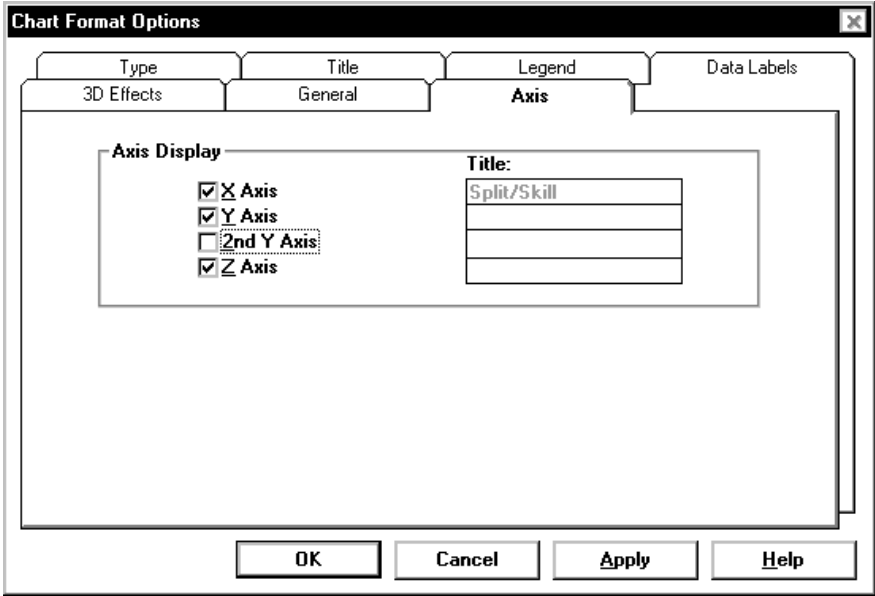 Chart Format Options
Type Title Legend Data Labels
3D Effects General Axis
Axis Display
Title:
X Axis Split/Skill
Y Axis
2nd Y Axis
Z Axis
OK Cancel Apply Help